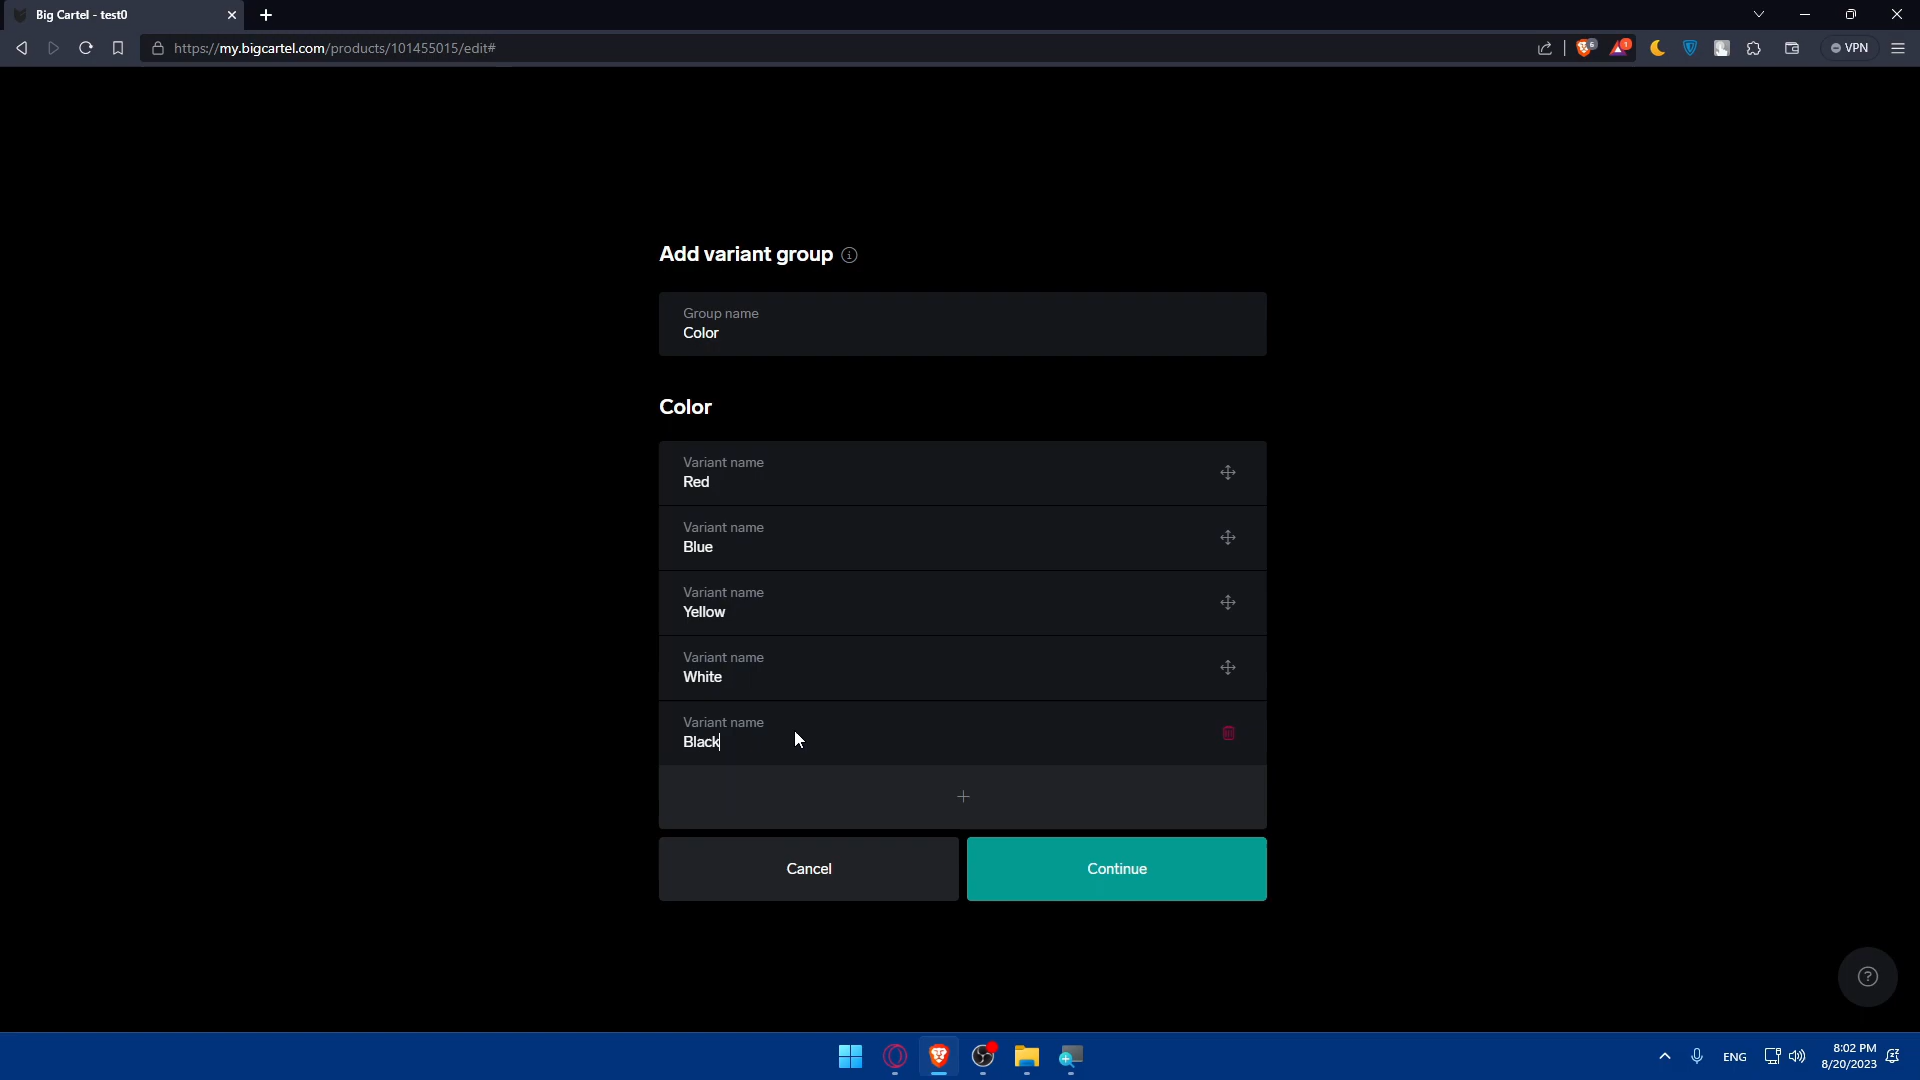 Big Cartel - test0
https://my.bigcartel.com/products/101455015/edit#
6
1
VPN
Add variant group
Group name
Color
Color
Variant name
Red
Variant name
Blue
Variant name
Yellow
Variant name
White
Variant name
Black
+
Cancel
Continue
?
ENG
8:02 PM
8/20/2023